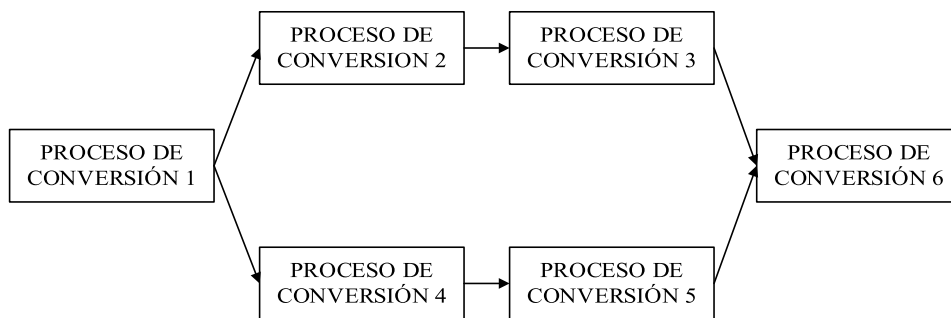 PROCESO DE
CONVERSION 2
PROCESO DE
CONVERSIÓN 3
PROCESO DE
CONVERSIÓN 1
PROCESO DE
CONVERSIÓN 6
PROCESO DE
CONVERSIÓN 4
PROCESO DE
CONVERSIÓN 5